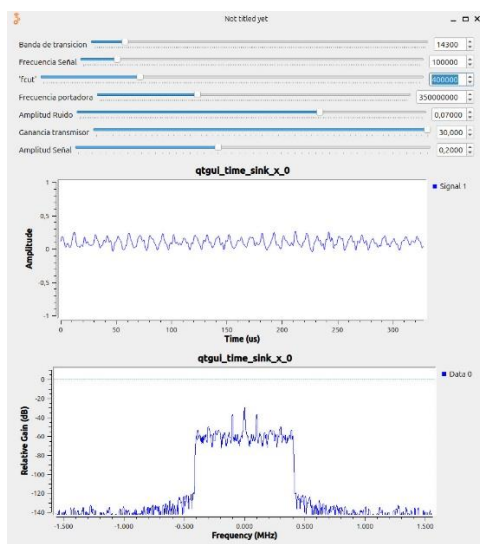 Not titled yet
Banda de transicion 14300
Frecuencia Señal 100000
'fcut' 400000
Frecuencia portadora 350000000
Amplitud Ruido 0,07000
Ganancia transmisor 30,000
Amplitud Señal 0,2000
qtgui_time_sink_x_0
Signal 1
Amplitude
1
0,5
0
-0,5
-1
0 50 100 150 200 250 300
Time (us)
qtgui_time_sink_x_0
Data 0
Relative Gain (dB)
0
-20
-40
-60
-80
-100
-120
-140
-1.500 -1.000 -0.500 0.000 0.500 1.000 1.500
Frequency (MHz)